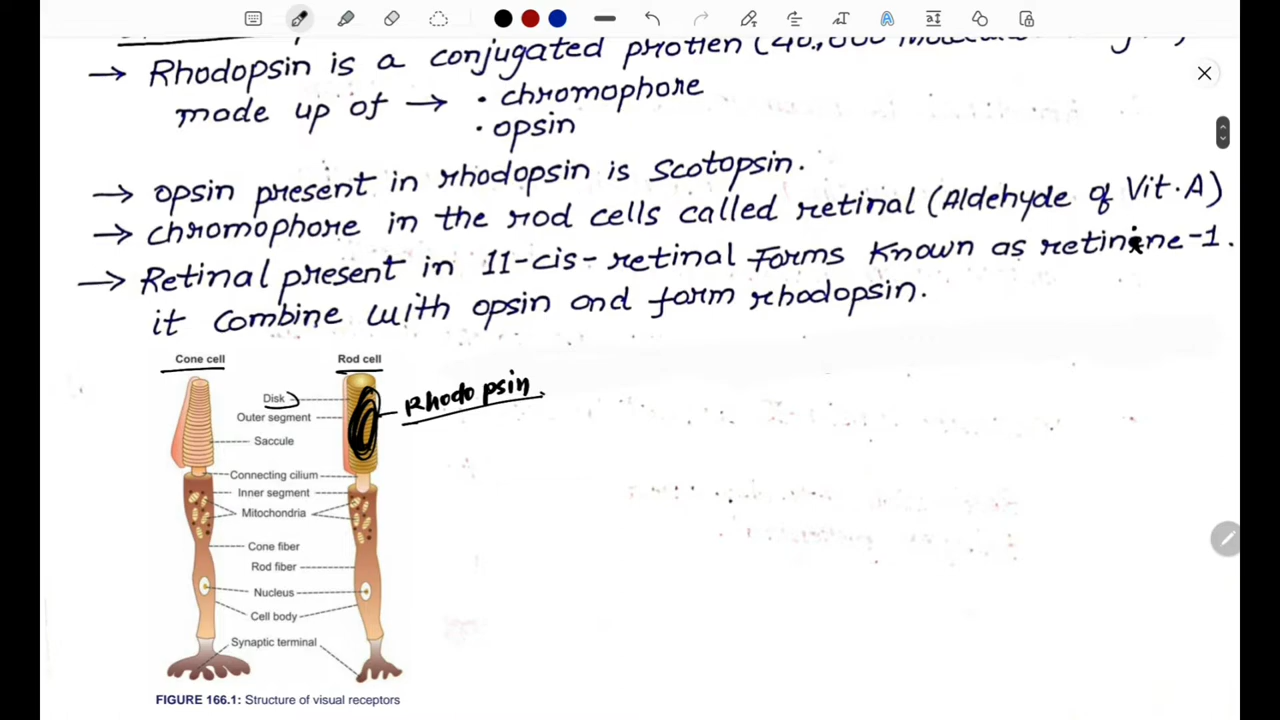 → Rhodopsin is a conjugated protien (40,000
made up of → • chromophore
• opsin
→ opsin present in rhodopsin is scotopsin.
→ chromophore in the rod cells called retinal (Aldehyde of Vit.A)
→ Retinal present in 11-cis-retinal forms known as retinene-1.
it combine with opsin and form rhodopsin.
Cone cell
Rod cell
Disk
Rhodopsin
Outer segment
Saccule
Connecting cilium
Inner segment
Mitochondria
Cone fiber
Rod fiber
Nucleus
Cell body
Synaptic terminal
FIGURE 166.1: Structure of visual receptors